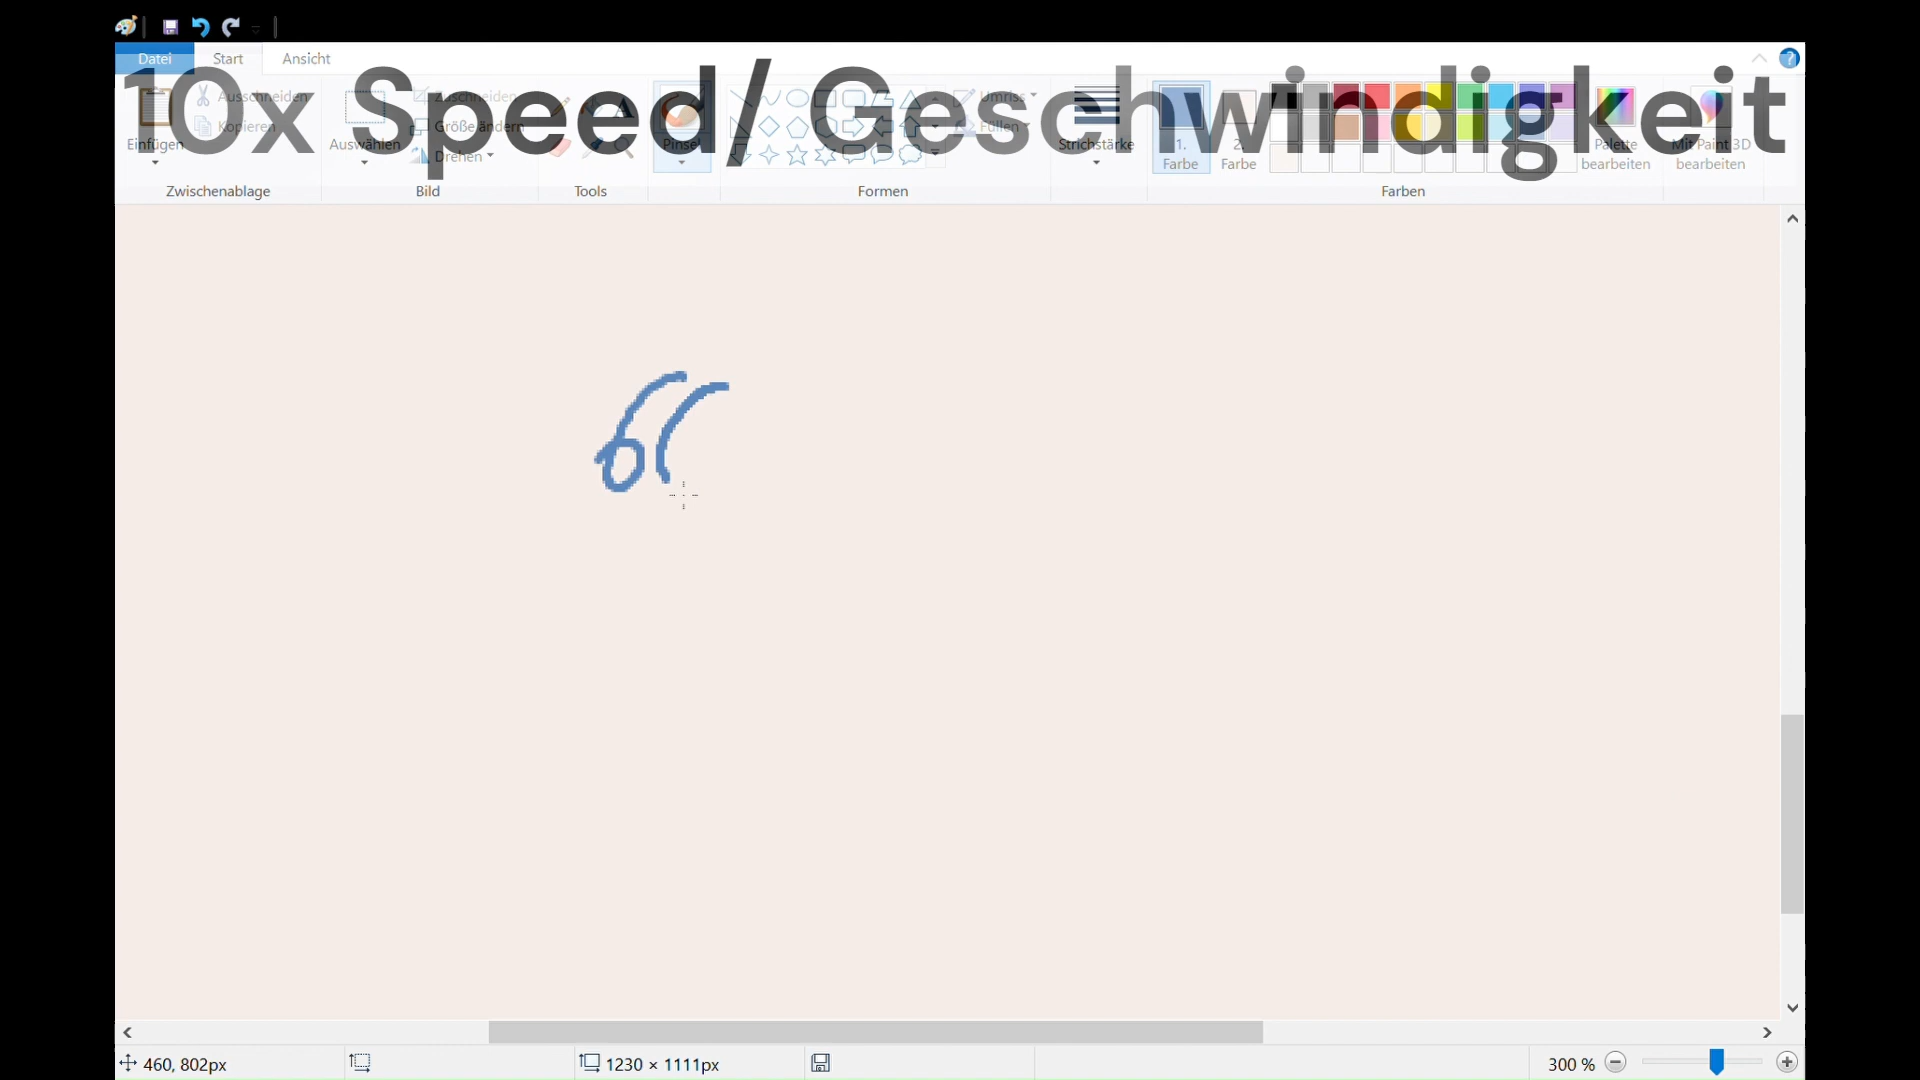 10x Speed/ Geschwindigkeit
Datei Start Ansicht
Einfügen
Ausschneiden
Kopieren
Zwischenablage
Auswählen
Zuschneiden
Größe ändern
Drehen
Bild
Tools
Pinsel
Formen
Umriss
Füllen
Strichstärke
1.
Farbe
2.
Farbe
Palette
bearbeiten
Mit Paint 3D
bearbeiten
Farben
460, 802px
1230 × 1111px
300 %